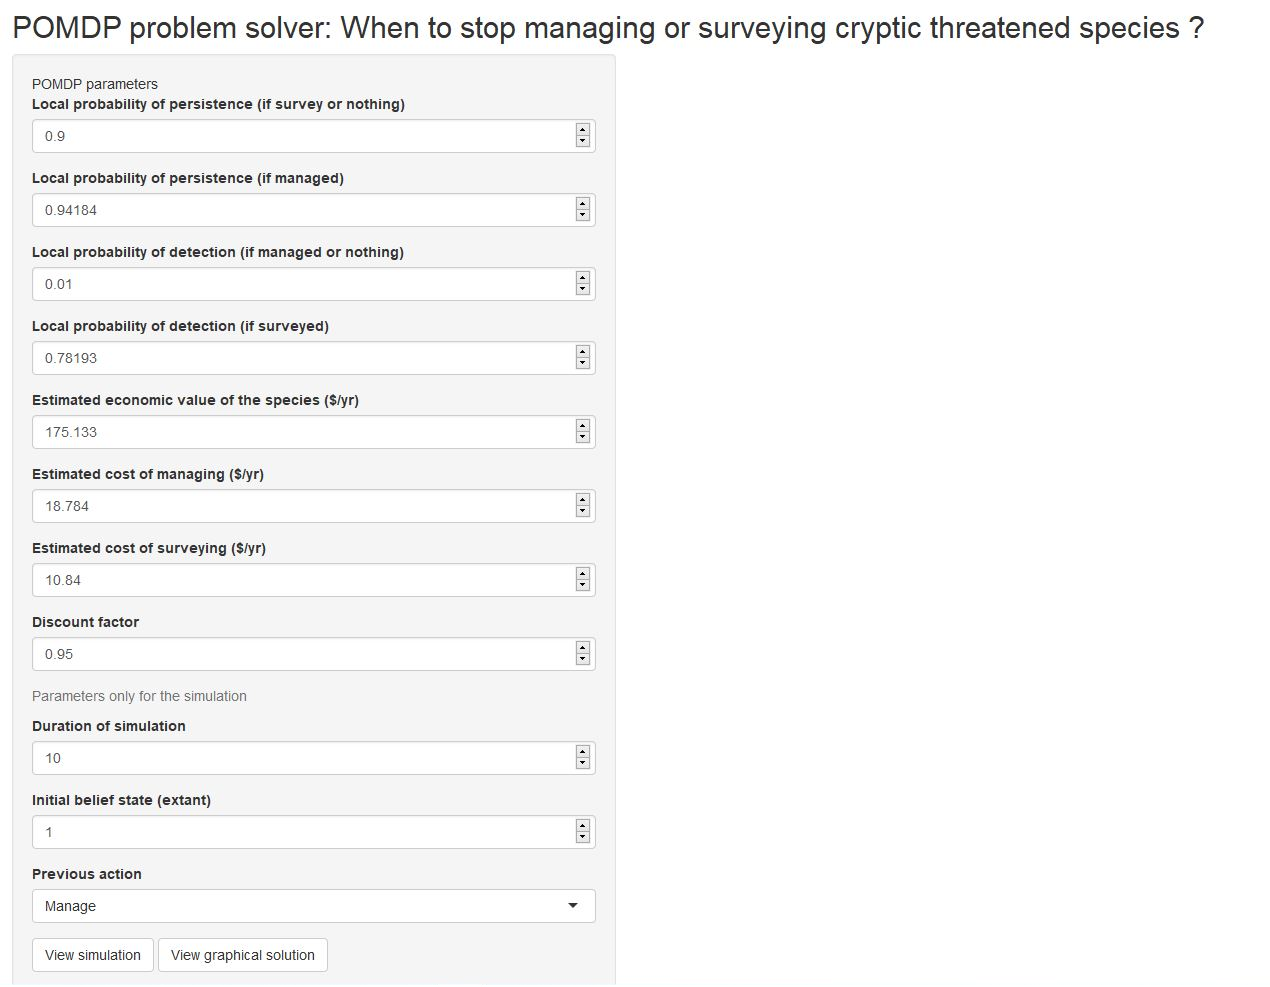 POMDP problem solver: When to stop managing or surveying cryptic threatened species ?
POMDP parameters
Local probability of persistence (if survey or nothing)
0.9
Local probability of persistence (if managed)
0.94184
Local probability of detection (if managed or nothing)
0.01
Local probability of detection (if surveyed)
0.78193
Estimated economic value of the species ($/yr)
175.133
Estimated cost of managing ($/yr)
18.784
Estimated cost of surveying ($/yr)
10.84
Discount factor
0.95
Parameters only for the simulation
Duration of simulation
10
Initial belief state (extant)
1
Previous action
Manage
View simulation View graphical solution